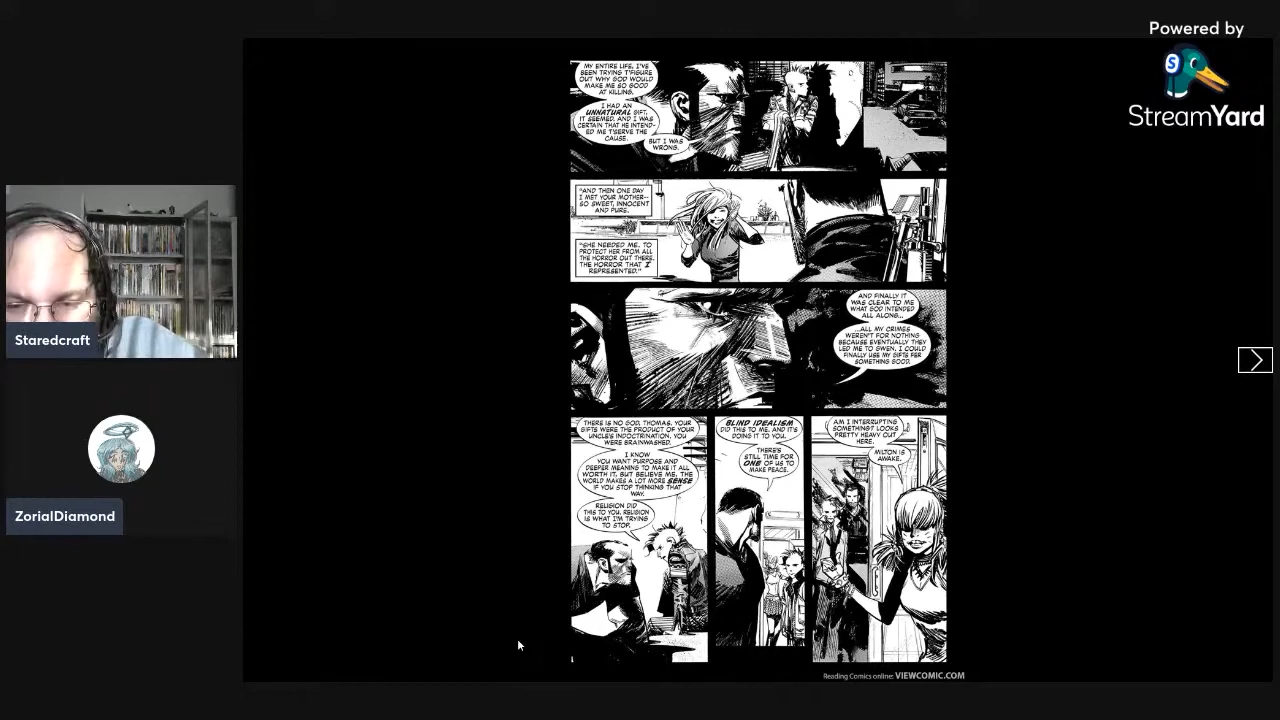 Powered by
StreamYard
MY ENTIRE LIFE, I'VE
BEEN TRYING T'FIGURE
OUT WHY GOD WOULD
MAKE ME SO GOOD
AT KILLING.
I HAD AN
UNNATURAL GIFT,
IT SEEMED. AND I WAS
CERTAIN THAT HE INTEND-
ED ME T'SERVE THE
CAUSE.
BUT I WAS
WRONG.
"AND THEN ONE DAY
I MET YOUR MOTHER--
SO SWEET, INNOCENT
AND PURE.
"SHE NEEDED ME. TO
PROTECT HER FROM ALL
THE HORROR OUT THERE.
THE HORROR THAT I
REPRESENTED."
AND FINALLY IT
WAS CLEAR TO ME
WHAT GOD INTENDED
ALL ALONG...
...ALL MY CRIMES
WEREN'T FOR NOTHING
BECAUSE EVENTUALLY THEY
LED ME TO GWEN. I COULD
FINALLY USE MY GIFTS FER
SOMETHING GOOD.
THERE IS NO GOD, THOMAS. YOUR
GIFTS WERE THE PRODUCT OF YOUR
UNCLE'S INDOCTRINATION. YOU
WERE BRAINWASHED.
I KNOW
YOU WANT PURPOSE AND
DEEPER MEANING TO MAKE IT ALL
WORTH IT, BUT BELIEVE ME, THE
WORLD MAKES A LOT MORE SENSE
IF YOU STOP THINKING THAT
WAY.
RELIGION DID
THIS TO YOU. RELIGION
IS WHAT I'M TRYING
TO STOP.
BLIND IDEALISM
DID THIS TO ME. AND IT'S
DOING IT TO YOU.
THERE'S
STILL TIME FOR
ONE OF US TO
MAKE PEACE.
AM I INTERRUPTING
SOMETHING? LOOKS
PRETTY HEAVY OUT
HERE.
MILTON IS
AWAKE.
Staredcraft
ZorialDiamond
Reading Comics online: VIEWCOMIC.COM